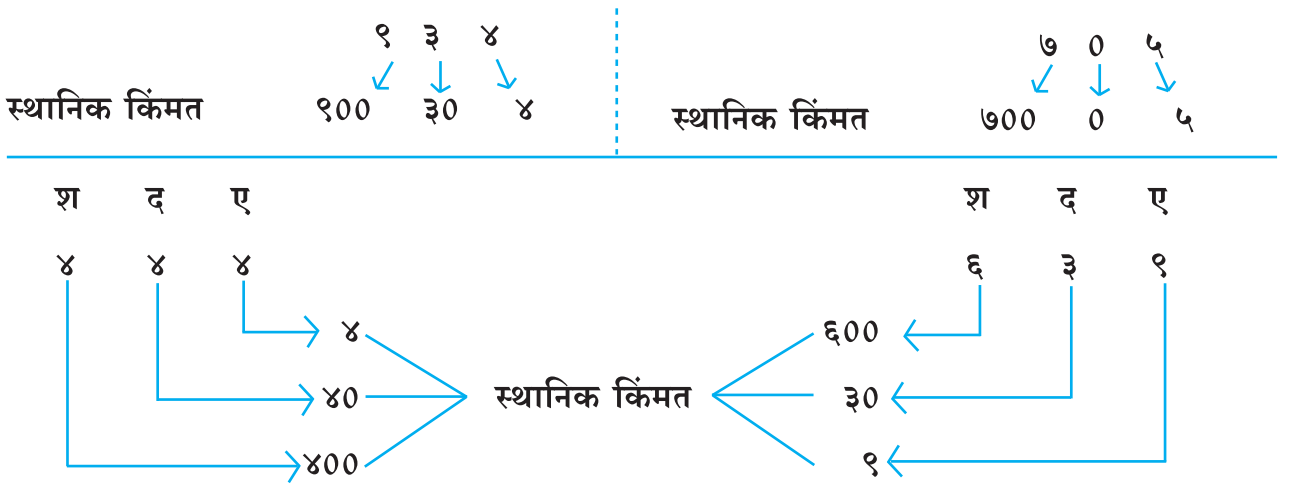 ९ ३ ४
स्थानिक किंमत ९०० ३० ४
७ ० ५
स्थानिक किंमत ७०० ० ५
श द ए
४ ४ ४
४
४०
४००
स्थानिक किंमत
श द ए
६ ३ ९
६००
३०
९